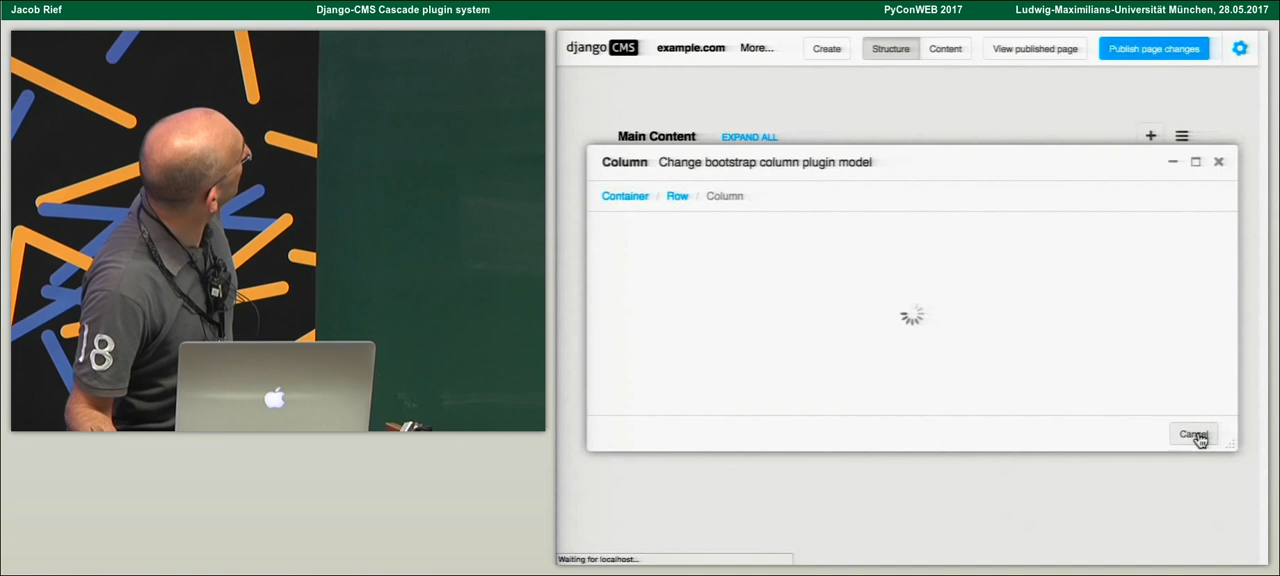 Jacob Rief Django-CMS Cascade plugin system PyConWEB 2017 Ludwig-Maximilians-Universität München, 28.05.2017
django CMS example.com More... Create Structure Content View published page Publish page changes
Main Content EXPAND ALL
Column Change bootstrap column plugin model
Container / Row / Column
18
Cancel
Waiting for localhost...